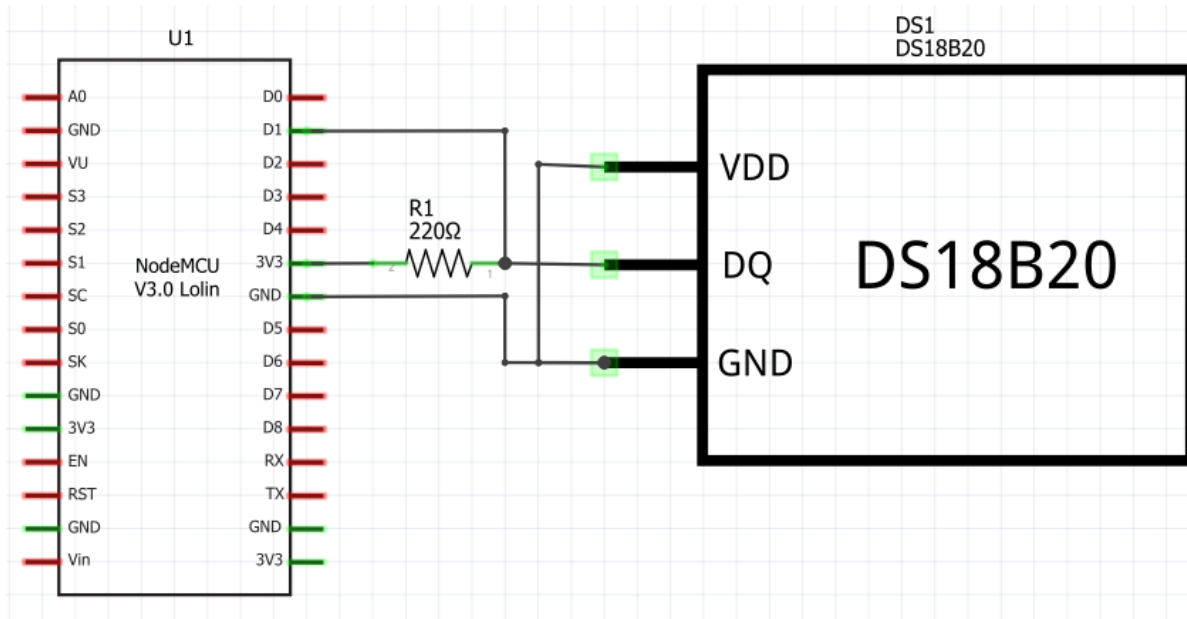 U1
DS1
DS18B20
A0
GND
VU
S3
S2
S1
SC
S0
SK
GND
3V3
EN
RST
GND
Vin
NodeMCU
V3.0 Lolin
D0
D1
D2
D3
D4
3V3
GND
D5
D6
D7
D8
RX
TX
GND
3V3
R1
220Ω
2
1
VDD
DQ
GND
DS18B20